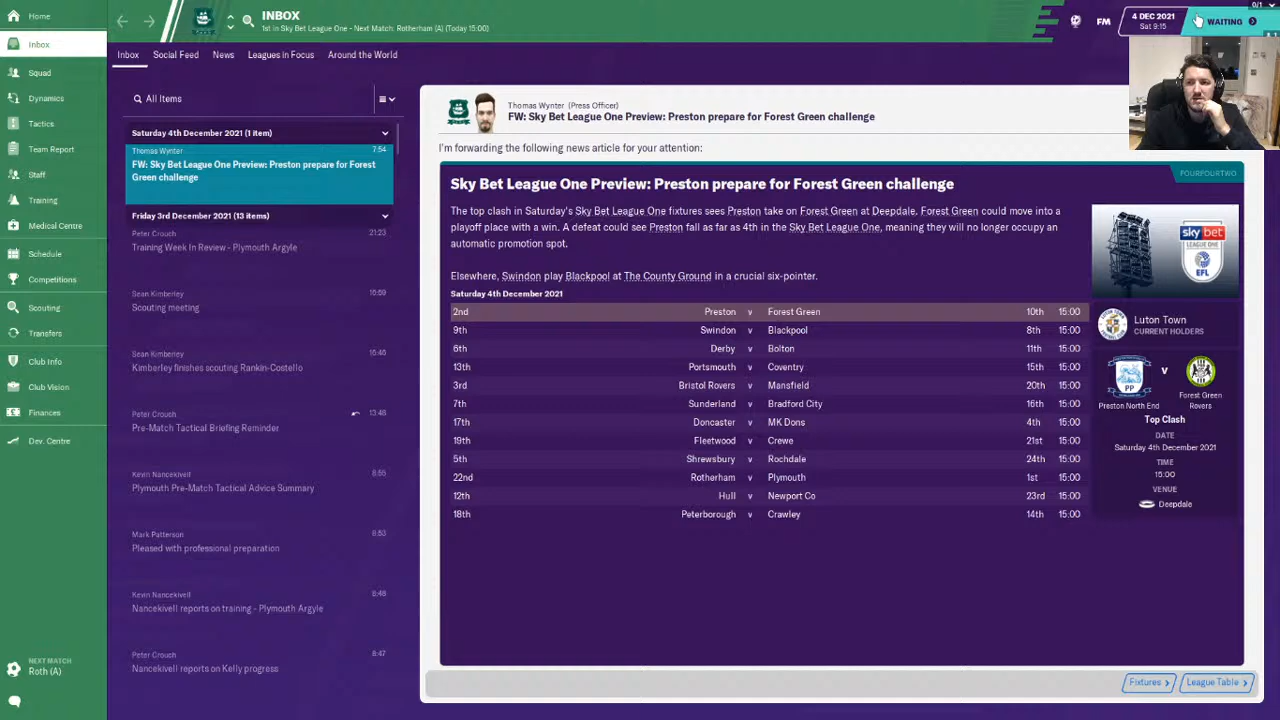 Home
Inbox
Squad
Dynamics
Tactics
Team Report
Staff
Training
Medical Centre
Schedule
Competitions
Scouting
Transfers
Club Info
Club Vision
Finances
Dev. Centre
NEXT MATCH
Roth (A)
INBOX
1st in Sky Bet League One - Next Match: Rotherham (A) (Today 15:00)
FM
4 DEC 2021
Sat 9:15
0/1
WAITING
Inbox
Social Feed
News
Leagues in Focus
Around the World
All Items
Saturday 4th December 2021 (1 item)
Thomas Wynter 7:54
FW: Sky Bet League One Preview: Preston prepare for Forest
Green challenge
Friday 3rd December 2021 (13 items)
Peter Crouch 21:23
Training Week In Review - Plymouth Argyle
Sean Kimberley 16:59
Scouting meeting
Sean Kimberley 15:46
Kimberley finishes scouting Rankin-Costello
Peter Crouch 13:46
Pre-Match Tactical Briefing Reminder
Kevin Nancekivell 8:55
Plymouth Pre-Match Tactical Advice Summary
Mark Patterson 8:53
Pleased with professional preparation
Kevin Nancekivell 8:48
Nancekivell reports on training - Plymouth Argyle
Peter Crouch 8:47
Nancekivell reports on Kelly progress
Thomas Wynter (Press Officer)
FW: Sky Bet League One Preview: Preston prepare for Forest Green challenge
I'm forwarding the following news article for your attention:
FOURFOURTWO
Sky Bet League One Preview: Preston prepare for Forest Green challenge
The top clash in Saturday's Sky Bet League One fixtures sees Preston take on Forest Green at Deepdale. Forest Green could move into a
playoff place with a win. A defeat could see Preston fall as far as 4th in the Sky Bet League One, meaning they will no longer occupy an
automatic promotion spot.
Elsewhere, Swindon play Blackpool at The County Ground in a crucial six-pointer.
Saturday 4th December 2021
2nd Preston v Forest Green 10th 15:00
9th Swindon v Blackpool 8th 15:00
6th Derby v Bolton 11th 15:00
13th Portsmouth v Coventry 15th 15:00
3rd Bristol Rovers v Mansfield 20th 15:00
7th Sunderland v Bradford City 16th 15:00
17th Doncaster v MK Dons 4th 15:00
19th Fleetwood v Crewe 21st 15:00
5th Shrewsbury v Rochdale 24th 15:00
22nd Rotherham v Plymouth 1st 15:00
12th Hull v Newport Co 23rd 15:00
18th Peterborough v Crawley 14th 15:00
sky bet
LEAGUE ONE
EFL
Luton Town
CURRENT HOLDERS
PP
v
Preston North End
Forest Green
Rovers
Top Clash
DATE
Saturday 4th December 2021
TIME
15:00
VENUE
Deepdale
Fixtures
League Table